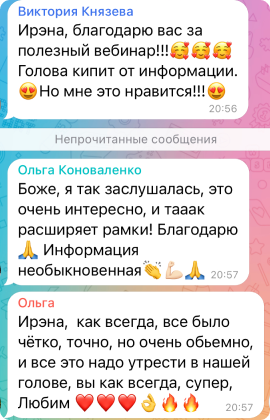 Виктория Князева
Ирэна, благодарю вас за
полезный вебинар!!!🥰🥰🥰
Голова кипит от информации.
😍Но мне это нравится!!!😍
20:56
Непрочитанные сообщения
Ольга Коноваленко
Боже, я так заслушалась, это
очень интересно, и тааак
расширяет рамки! Благодарю
🙏 Информация
необыкновенная👏💪🏻🙏 20:57
Ольга
Ирэна, как всегда, все было
чётко, точно, но очень обьемно,
и все это надо утрести в нашей
голове, вы как всегда, супер,
Любим ❤️❤️❤️👌🔥🔥 20:57